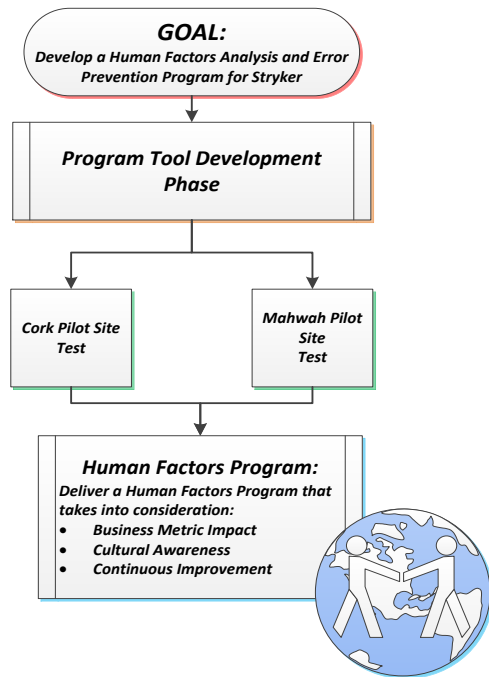 GOAL:
Develop a Human Factors Analysis and Error
Prevention Program for Stryker
Program Tool Development
Phase
Cork Pilot Site
Test
Mahwah Pilot
Site
Test
Human Factors Program:
Deliver a Human Factors Program that
takes into consideration:
• Business Metric Impact
• Cultural Awareness
• Continuous Improvement